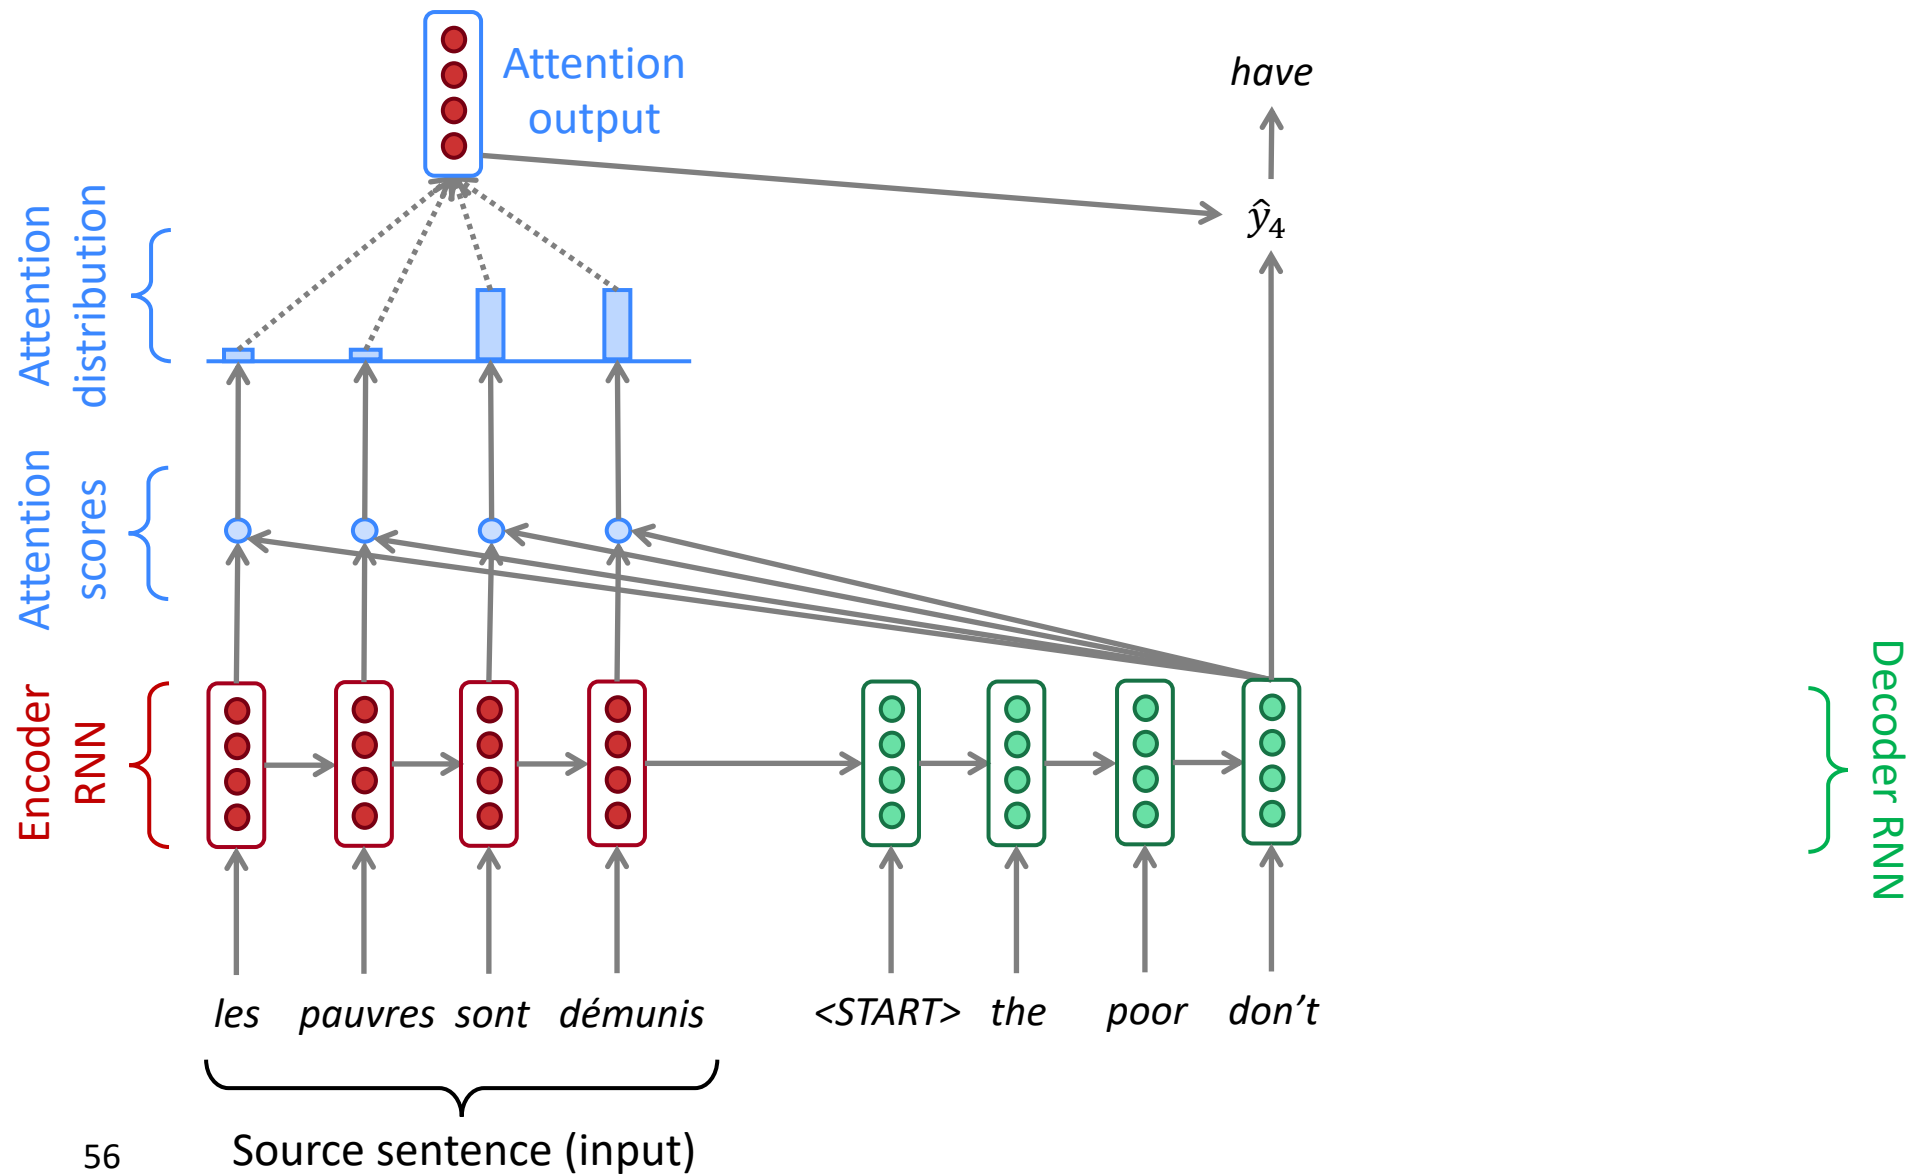 Attention
output
have
ŷ4
Attention
distribution
Attention
scores
Encoder
RNN
Decoder RNN
les pauvres sont démunis <START> the poor don't
Source sentence (input)
56